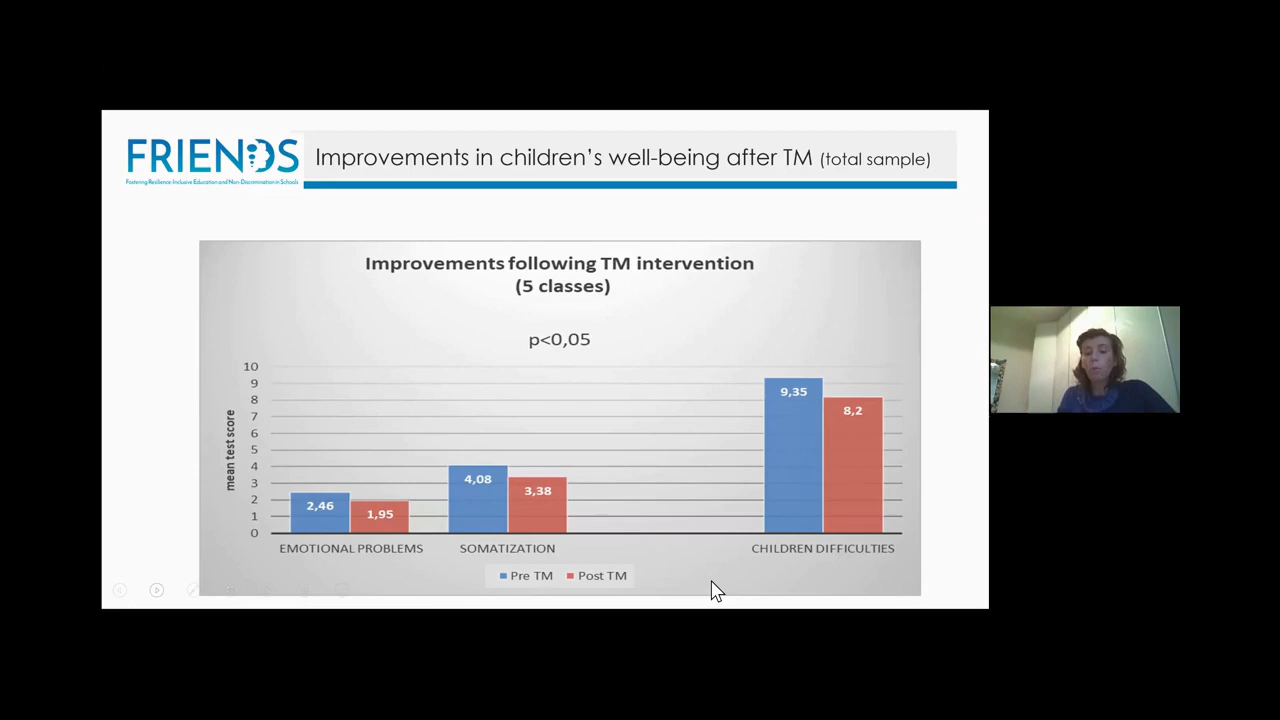 FRIENDS
Fostering Resilience-Inclusive Education and Non-Discrimination in Schools
Improvements in children's well-being after TM (total sample)
Improvements following TM intervention
(5 classes)
p<0,05
mean test score
10
9
8
7
6
5
4
3
2
1
0
2,46
1,95
4,08
3,38
9,35
8,2
EMOTIONAL PROBLEMS
SOMATIZATION
CHILDREN DIFFICULTIES
Pre TM
Post TM